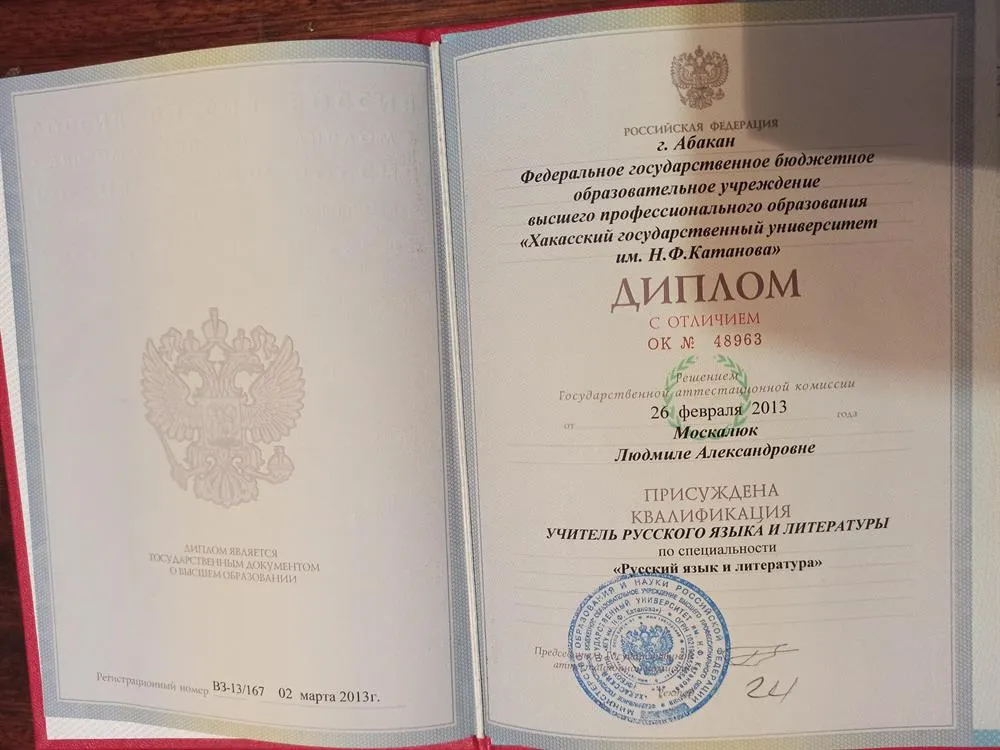 ДИПЛОМ ЯВЛЯЕТСЯ
ГОСУДАРСТВЕННЫМ ДОКУМЕНТОМ
О ВЫСШЕМ ОБРАЗОВАНИИ
Регистрационный номер ВЗ-13/167 02 марта 2013г.
РОССИЙСКАЯ ФЕДЕРАЦИЯ
г. Абакан
Федеральное государственное бюджетное
образовательное учреждение
высшего профессионального образования
«Хакасский государственный университет
им. Н.Ф.Катанова»
ДИПЛОМ
С ОТЛИЧИЕМ
ОК № 48963
Решением
Государственной аттестационной комиссии
от 26 февраля 2013 года
Москалюк
Людмиле Александровне
ПРИСУЖДЕНА
КВАЛИФИКАЦИЯ
УЧИТЕЛЬ РУССКОГО ЯЗЫКА И ЛИТЕРАТУРЫ
по специальности
«Русский язык и литература»